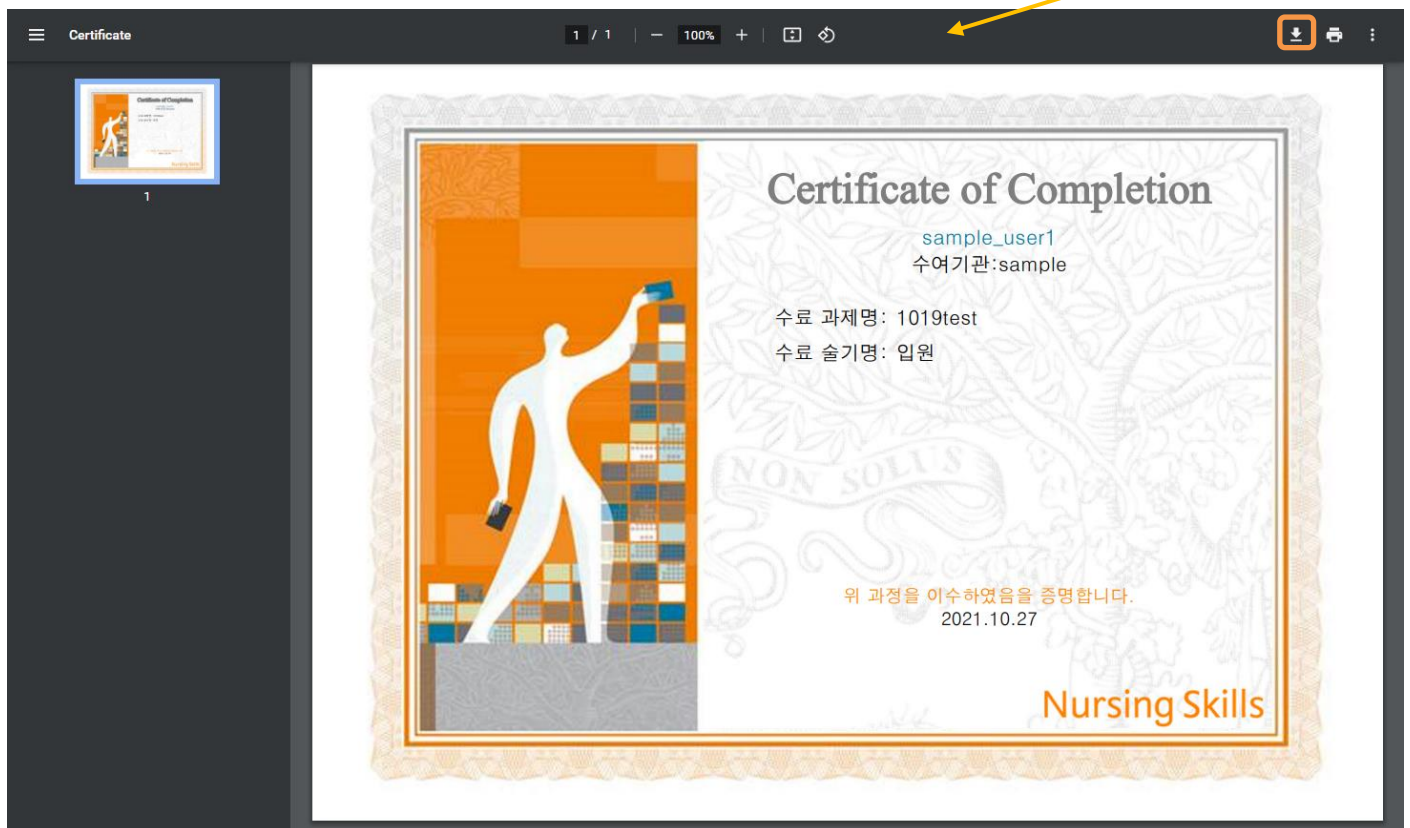 Certificate
1 / 1
100%
1
Certificate of Completion
sample_user1
수여기관:sample
수료 과제명: 1019test
수료 술기명: 입원
NON SOLUS
위 과정을 이수하였음을 증명합니다.
2021.10.27
Nursing Skills